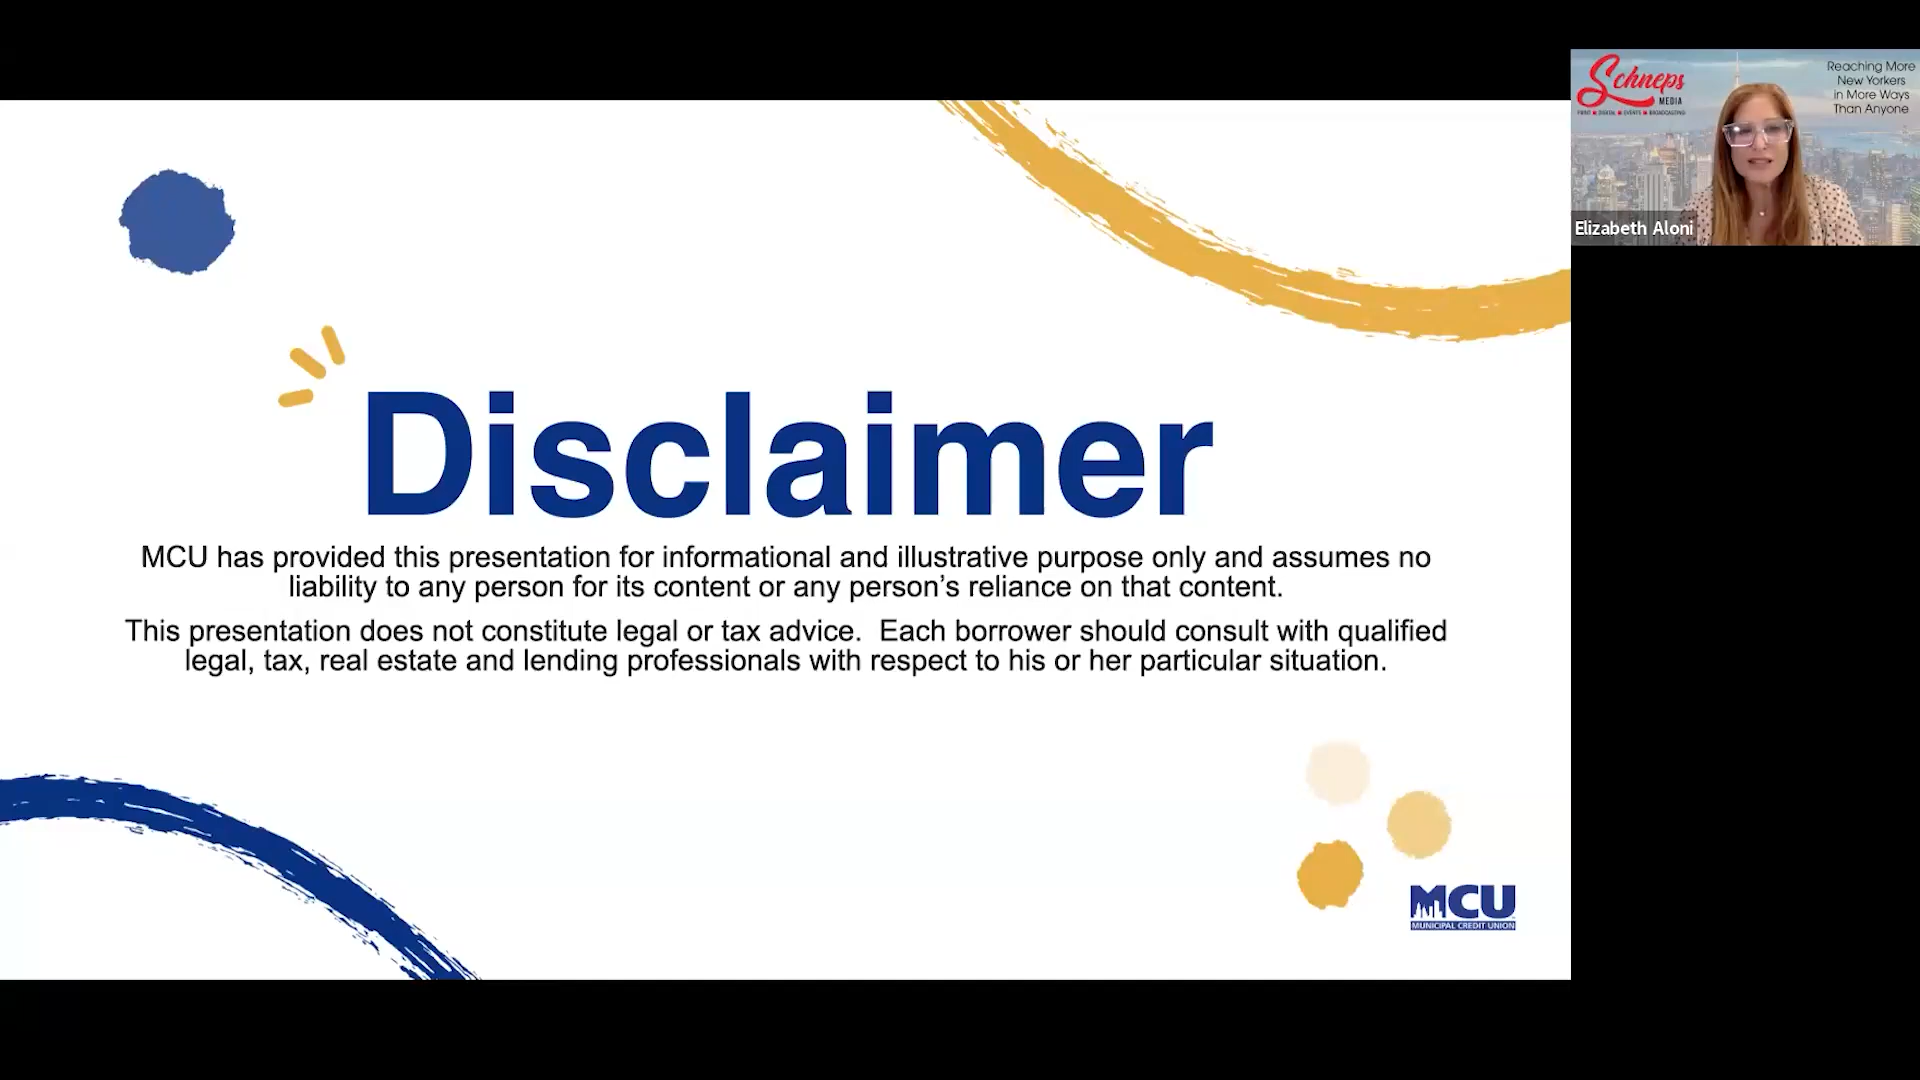 Schneps
MEDIA
PRINT ■ DIGITAL ■ EVENTS ■ BROADCASTING
Reaching More
New Yorkers
in More Ways
Than Anyone
Elizabeth Aloni
Disclaimer
MCU has provided this presentation for informational and illustrative purpose only and assumes no
liability to any person for its content or any person’s reliance on that content.
This presentation does not constitute legal or tax advice.  Each borrower should consult with qualified
legal, tax, real estate and lending professionals with respect to his or her particular situation.
MCU
MUNICIPAL CREDIT UNION